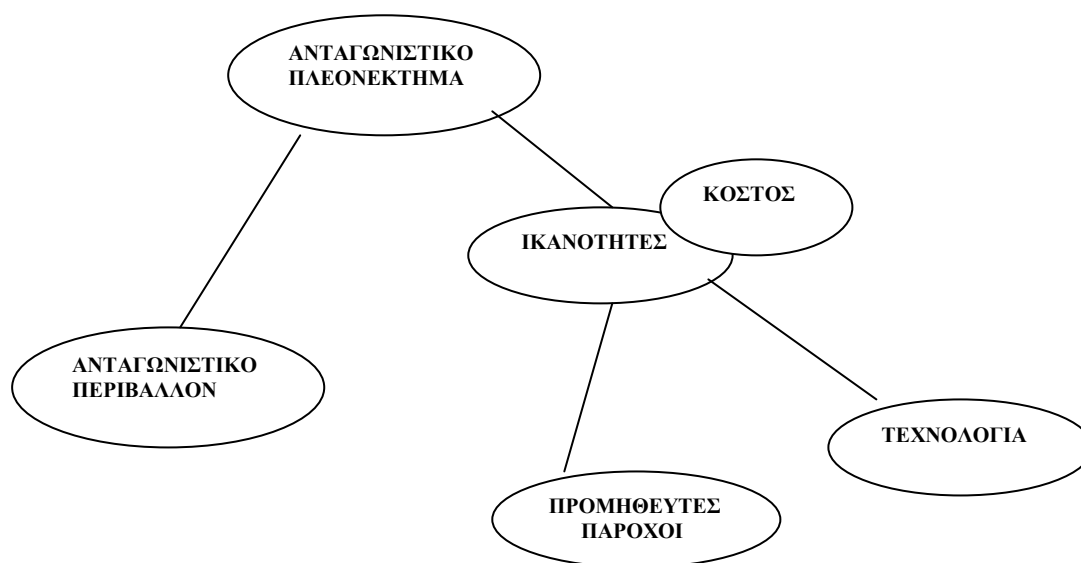 ΑΝΤΑΓΩΝΙΣΤΙΚΟ
ΠΛΕΟΝΕΚΤΗΜΑ
ΚΟΣΤΟΣ
ΙΚΑΝΟΤΗΤΕΣ
ΑΝΤΑΓΩΝΙΣΤΙΚΟ
ΠΕΡΙΒΑΛΛΟΝ
ΤΕΧΝΟΛΟΓΙΑ
ΠΡΟΜΗΘΕΥΤΕΣ
ΠΑΡΟΧΟΙ